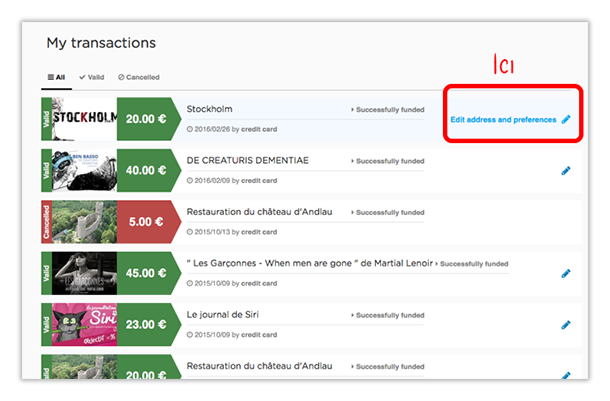 My transactions
Ici
All Valid Cancelled
Valid
STOCKHOLM
20.00 €
Stockholm
Successfully funded
2016/02/26 by credit card
Edit address and preferences
Valid
BEN BASSO
40.00 €
DE CREATURIS DEMENTIAE
Successfully funded
2016/02/09 by credit card
Cancelled
5.00 €
Restauration du château d'Andlau
Successfully funded
2015/10/13 by credit card
Valid
LES GARÇONNES
45.00 €
" Les Garçonnes - When men are gone " de Martial Lenoir
Successfully funded
2015/10/09 by credit card
Valid
Siri
objectif
23.00 €
Le journal de Siri
Successfully funded
2015/10/09 by credit card
Valid
20.00 €
Restauration du château d'Andlau
Successfully funded